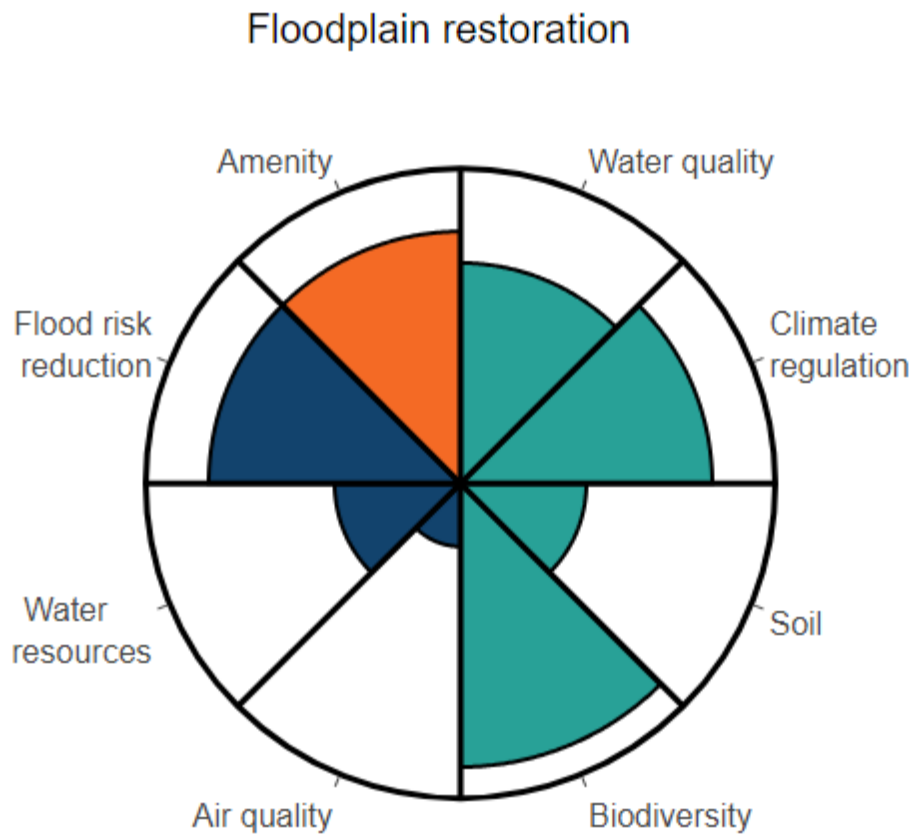 Floodplain restoration
Amenity
Water quality
Flood risk
reduction
Climate
regulation
Water
resources
Soil
Air quality
Biodiversity